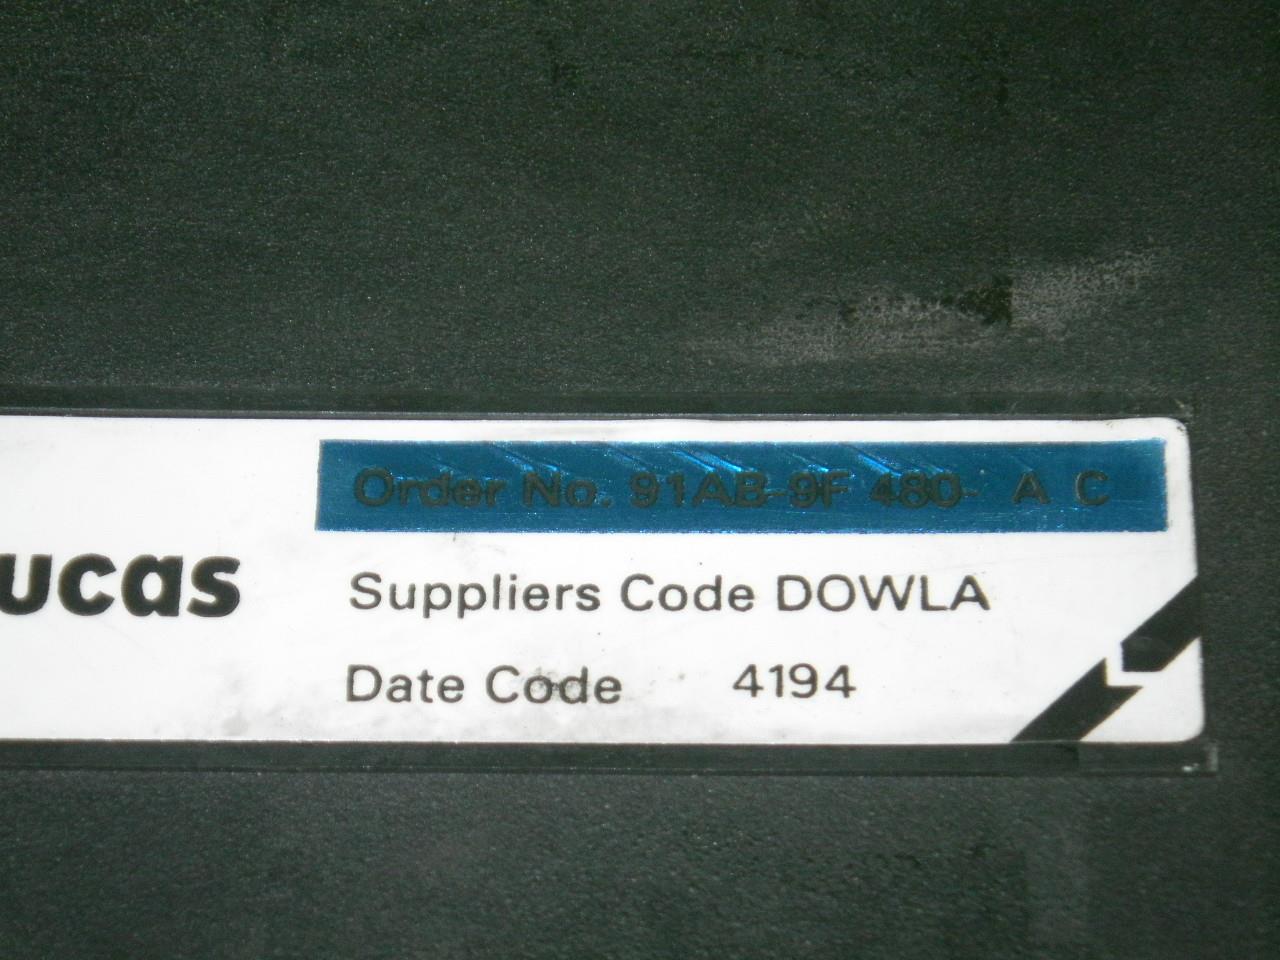 Order No. 91AB-9F 480- A C
ucas
Suppliers Code DOWLA
Date Code 4194